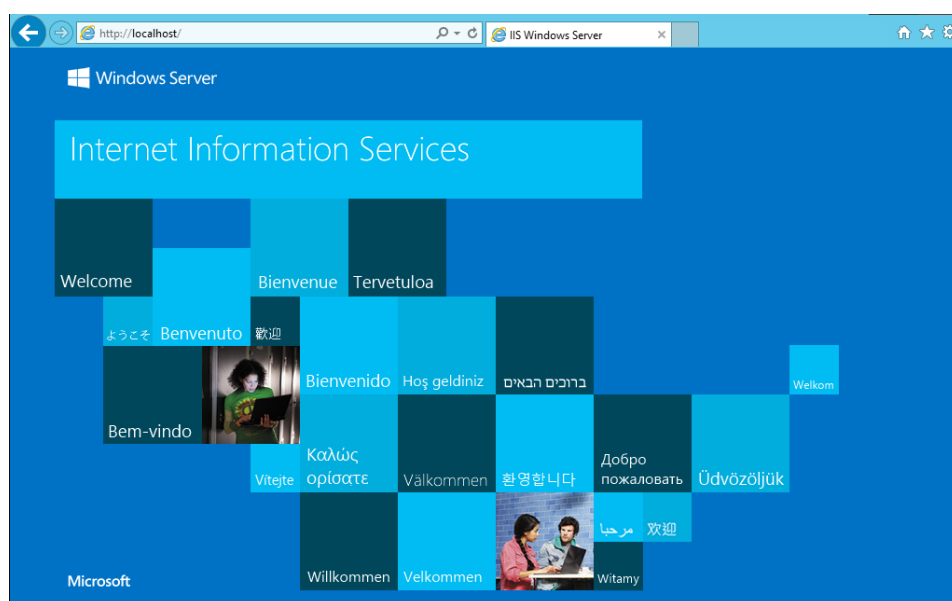 http://localhost/
IIS Windows Server
Windows Server
Internet Information Services
Welcome
Bienvenue
Tervetuloa
ようこそ
Benvenuto
歡迎
Bienvenido
Hoş geldiniz
ברוכים הבאים
Welkom
Bem-vindo
Vítejte
Καλώς
ορίσατε
Välkommen
환영합니다
Добро
пожаловать
Üdvözöljük
مرحبا
欢迎
Willkommen
Velkommen
Witamy
Microsoft